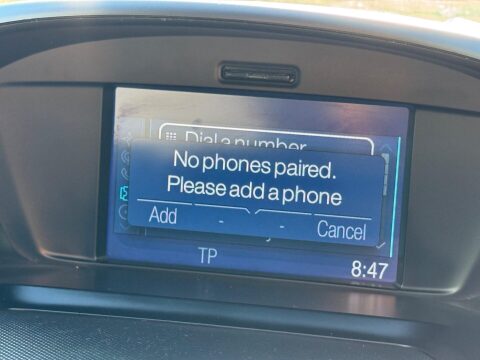 Dial a number
No phones paired.
Please add a phone
Add - - Cancel
TP
8:47